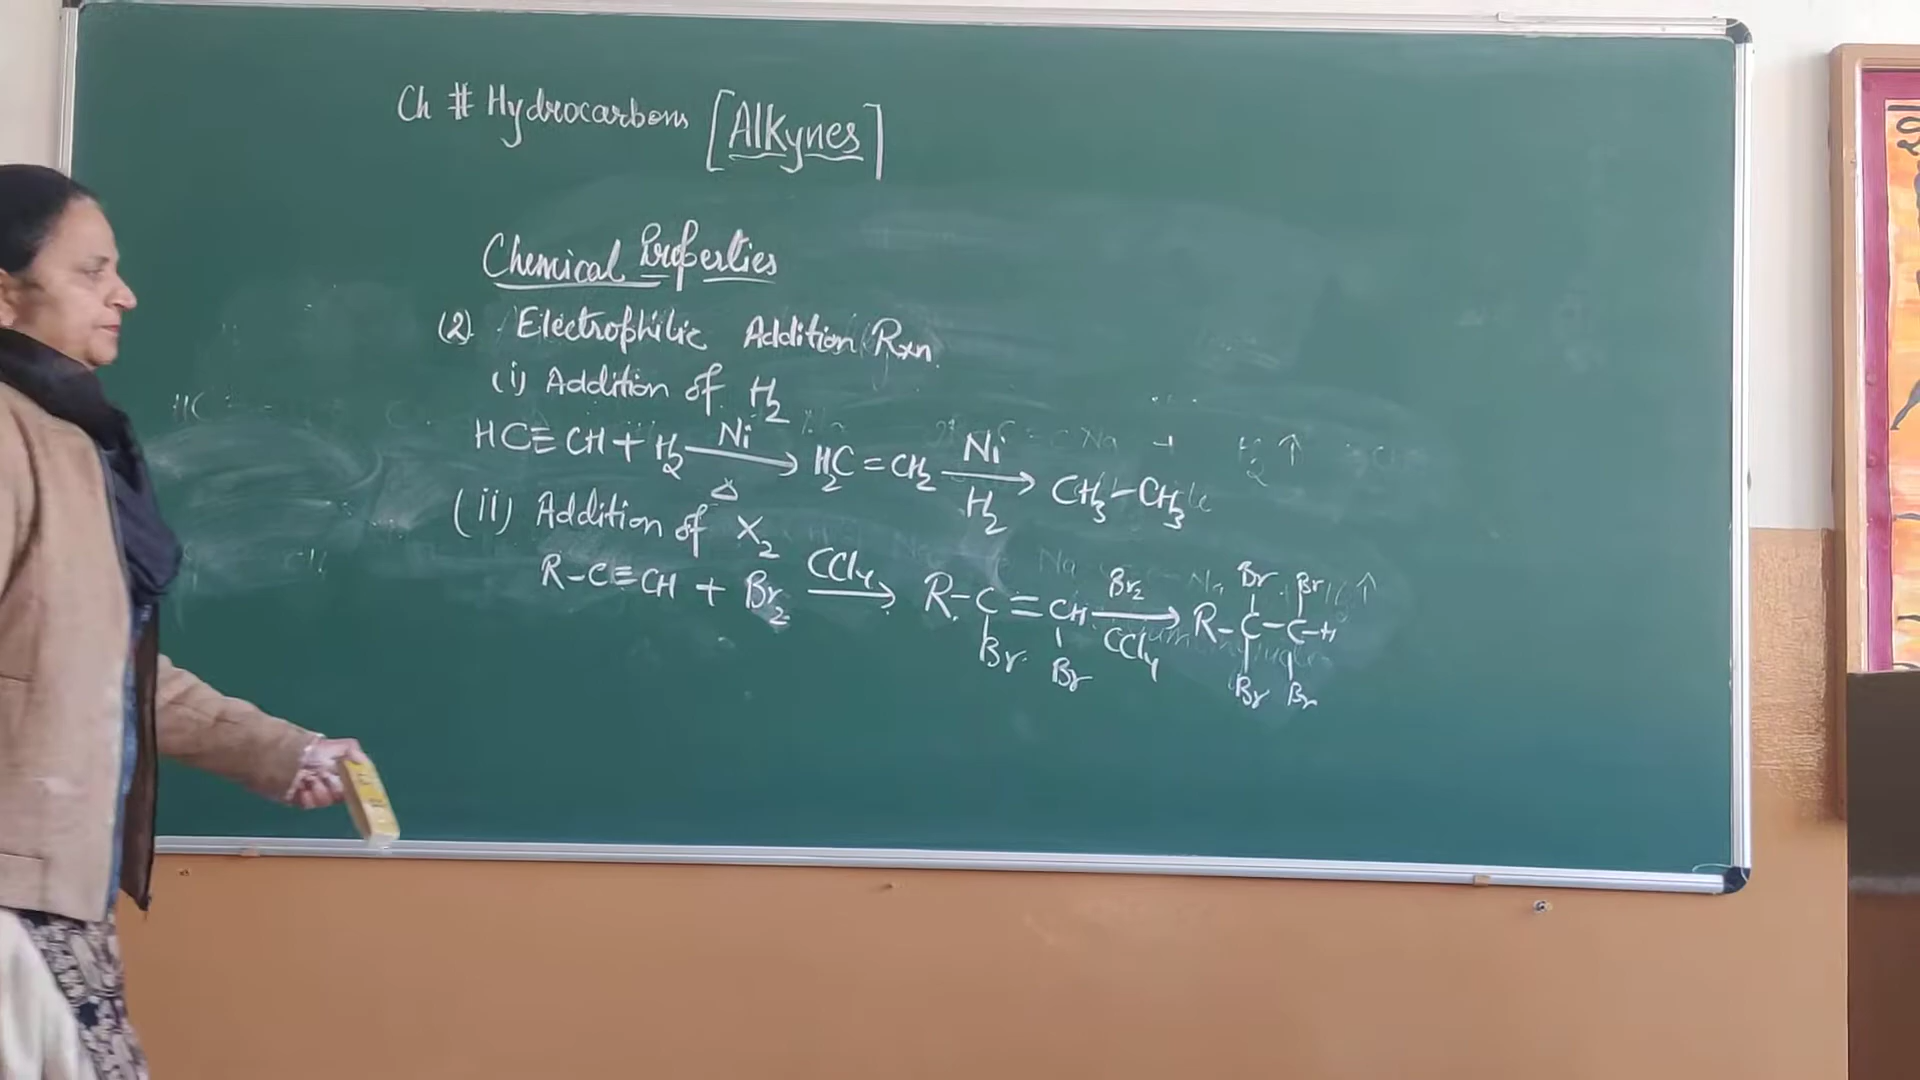 Ch # Hydrocarbons [Alkynes]
Chemical Properties
(2) Electrophilic Addition Rxn.
(i) Addition of H₂
HC≡CH + H₂ —Ni/Δ→ H₂C=CH₂ —Ni/H₂→ CH₃–CH₃
(ii) Addition of X₂
Br Br
R–C≡CH + Br₂ —CCl₄→ R–C=CH —Br₂/CCl₄→ R–C–C–H
Br Br Br Br